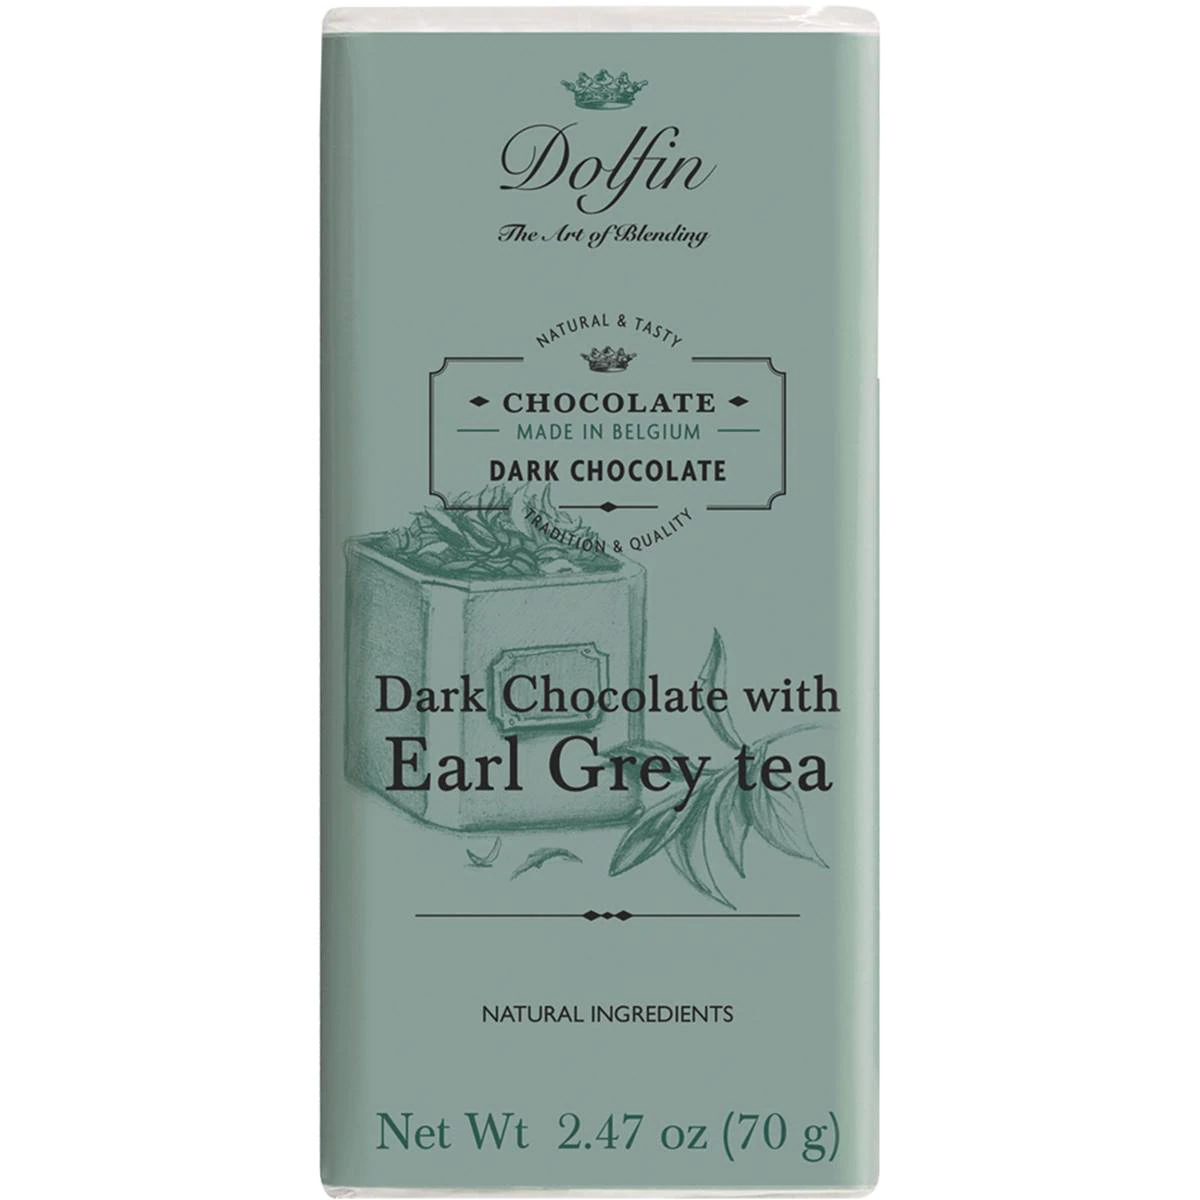 Dolfin
The Art of Blending
NATURAL & TASTY
CHOCOLATE
MADE IN BELGIUM
DARK CHOCOLATE
TRADITION & QUALITY
Dark Chocolate with
Earl Grey tea
NATURAL INGREDIENTS
Net Wt 2.47 oz (70 g)